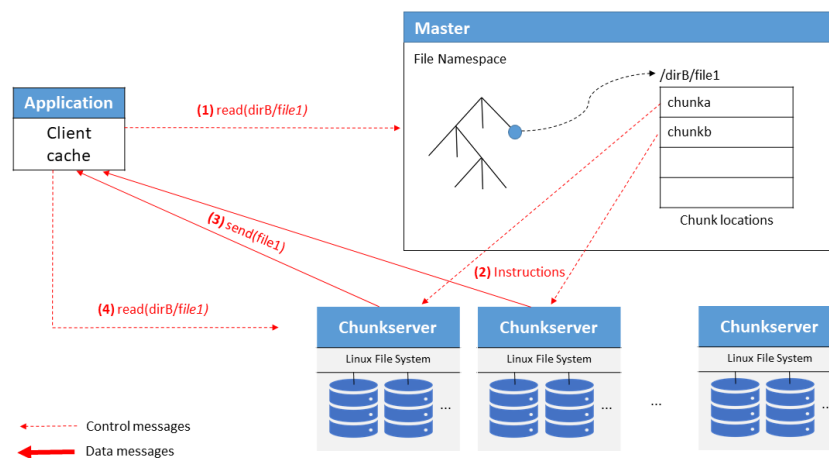 Master
File Namespace
/dirB/file1
Application
(1) read(dirB/file1)
chunka
Client
cache
chunkb
Chunk locations
(3) send(file1)
(2) Instructions
(4) read(dirB/file1)
Chunkserver
Chunkserver
Chunkserver
Linux File System
Linux File System
Linux File System
...
...
...
...
Control messages
Data messages